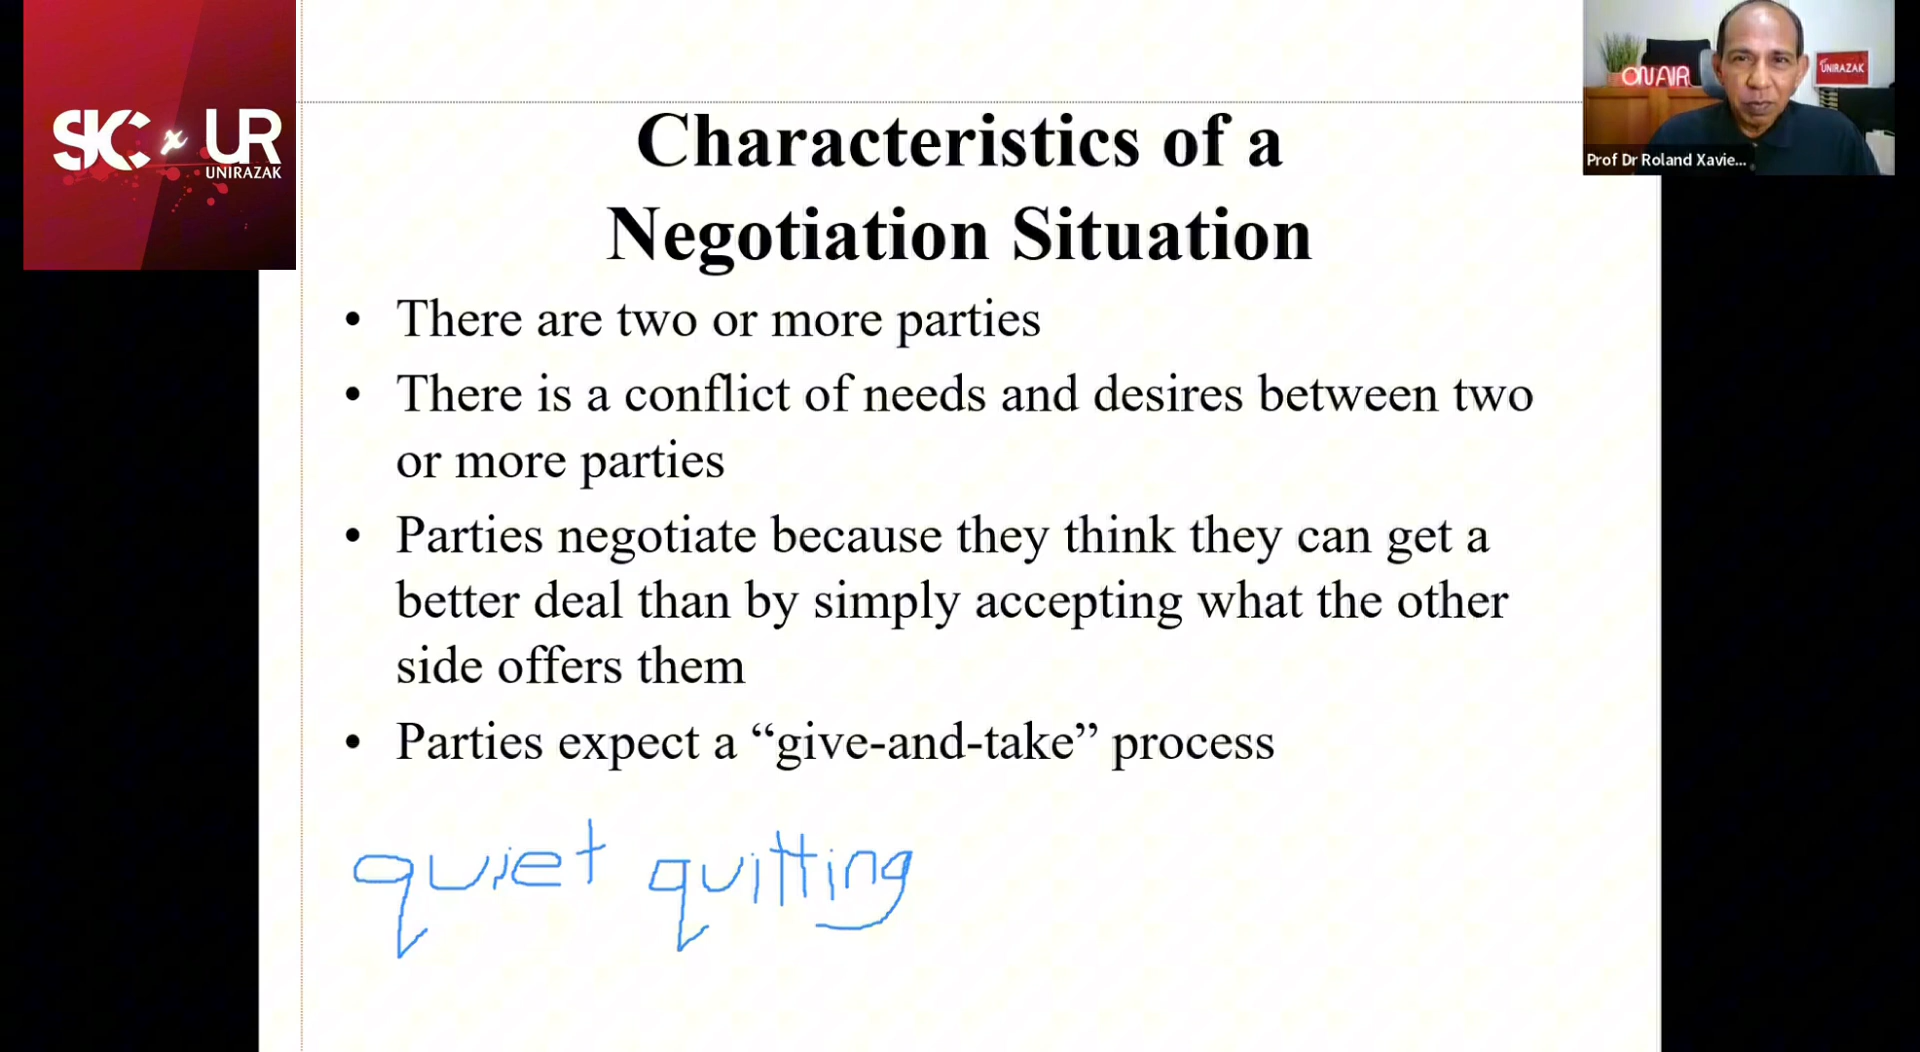 SIC x UR
UNIRAZAK
ON AIR
UNIRAZAK
Prof Dr Roland Xavie...
Characteristics of a
Negotiation Situation
• There are two or more parties
• There is a conflict of needs and desires between two
or more parties
• Parties negotiate because they think they can get a
better deal than by simply accepting what the other
side offers them
• Parties expect a “give-and-take” process
quiet quitting